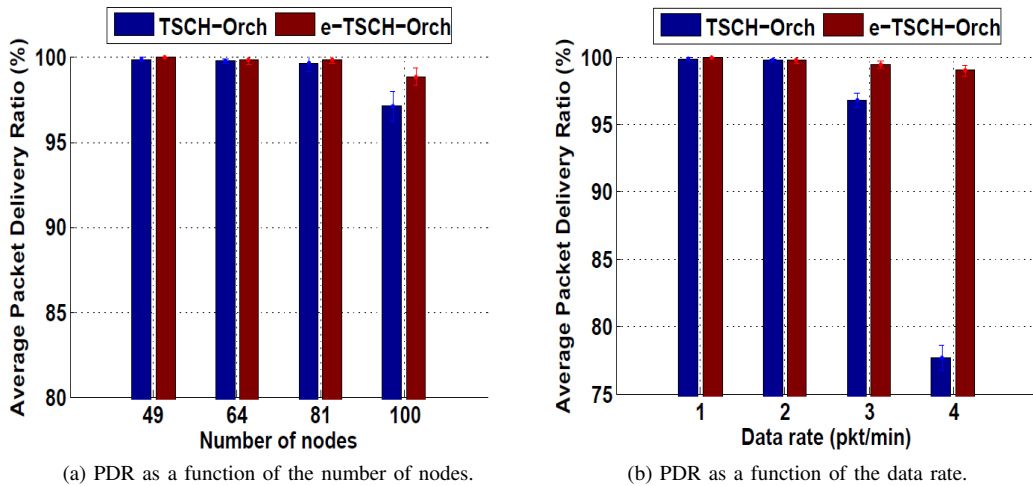 TSCH-Orch e-TSCH-Orch
Average Packet Delivery Ratio (%)
100
95
90
85
80
49 64 81 100
Number of nodes
(a) PDR as a function of the number of nodes.
TSCH-Orch e-TSCH-Orch
Average Packet Delivery Ratio (%)
100
95
90
85
80
75
1 2 3 4
Data rate (pkt/min)
(b) PDR as a function of the data rate.